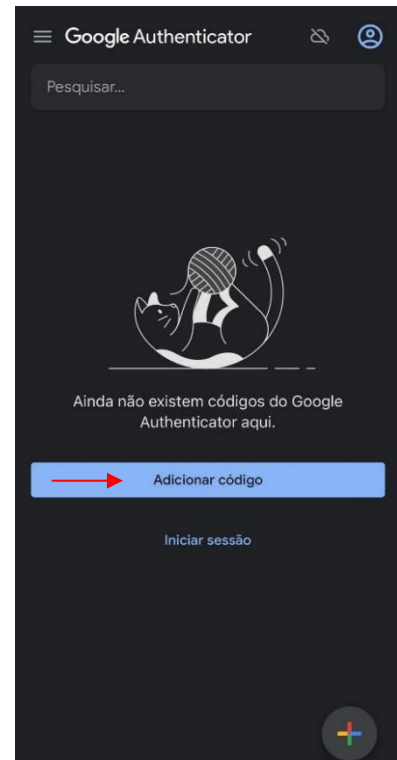 Google Authenticator
Pesquisar...
Ainda não existem códigos do Google
Authenticator aqui.
Adicionar código
Iniciar sessão